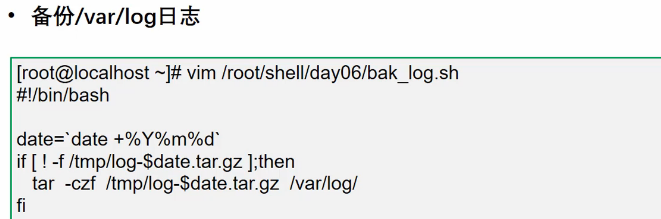 • 备份/var/log日志
[root@localhost ~]# vim /root/shell/day06/bak_log.sh
#!/bin/bash
date=`date +%Y%m%d`
if [ ! -f /tmp/log-$date.tar.gz ];then
tar -czf /tmp/log-$date.tar.gz /var/log/
fi